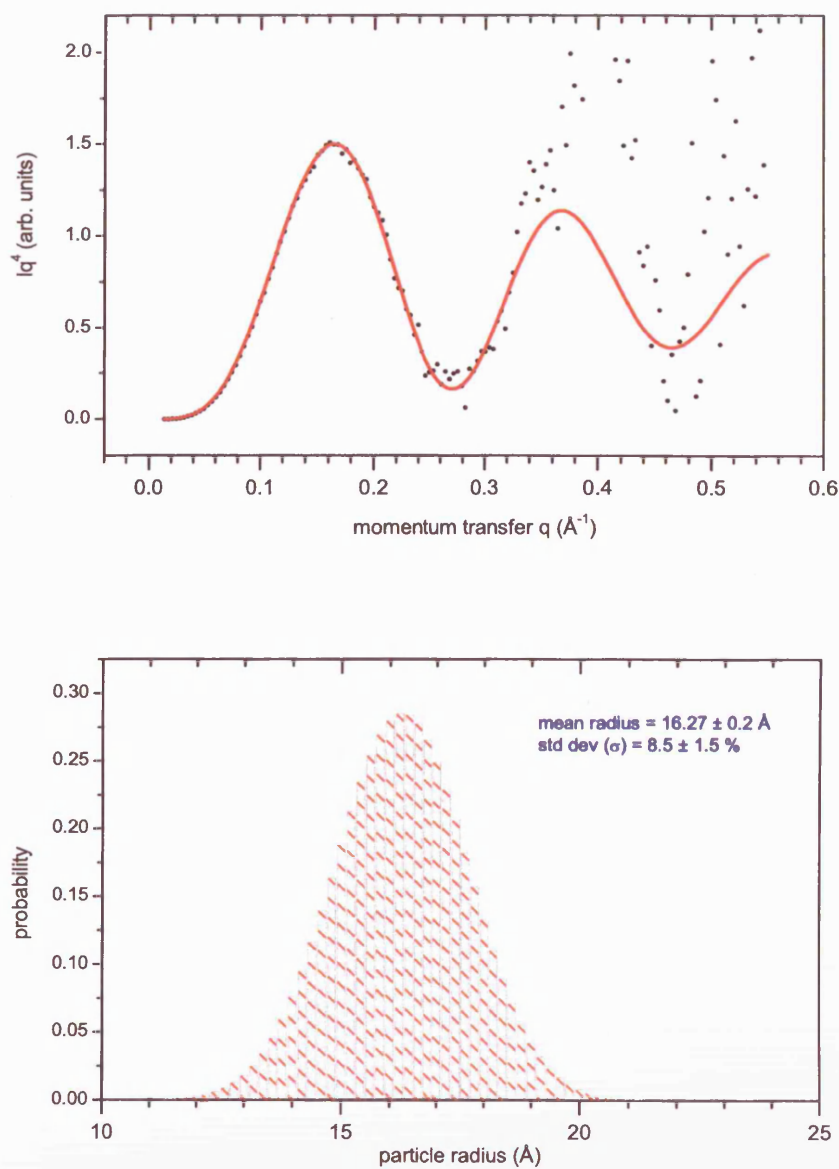 2.0
1.5
1.0
0.5
0.0
Iq⁴ (arb. units)
0.0 0.1 0.2 0.3 0.4 0.5 0.6
momentum transfer q (Å⁻¹)
0.30
0.25
0.20
0.15
0.10
0.05
0.00
probability
mean radius = 16.27 ± 0.2 Å
std dev (σ) = 8.5 ± 1.5 %
10 15 20 25
particle radius (Å)